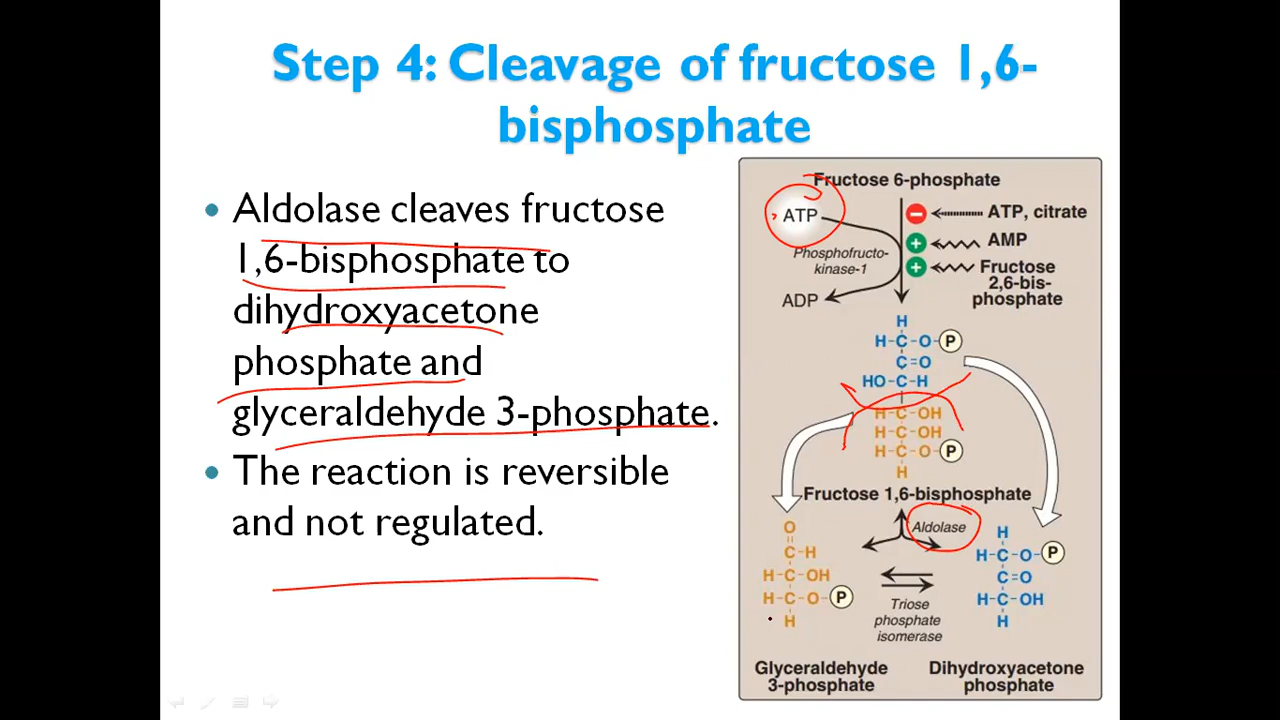 Step 4: Cleavage of fructose 1,6-
bisphosphate
• Aldolase cleaves fructose
1,6-bisphosphate to
dihydroxyacetone
phosphate and
glyceraldehyde 3-phosphate.
• The reaction is reversible
and not regulated.
Fructose 6-phosphate
ATP
ATP, citrate
AMP
Phosphofructo-
kinase-1
Fructose
2,6-bis-
phosphate
ADP
H
H-C-O-P
C=O
HO-C-H
H-C-OH
H-C-OH
H-C-O-P
H
Fructose 1,6-bisphosphate
Aldolase
O
C-H
H-C-OH
H-C-O-P
H
H
H-C-O-P
C=O
H-C-OH
H
Triose
phosphate
isomerase
Glyceraldehyde
3-phosphate
Dihydroxyacetone
phosphate